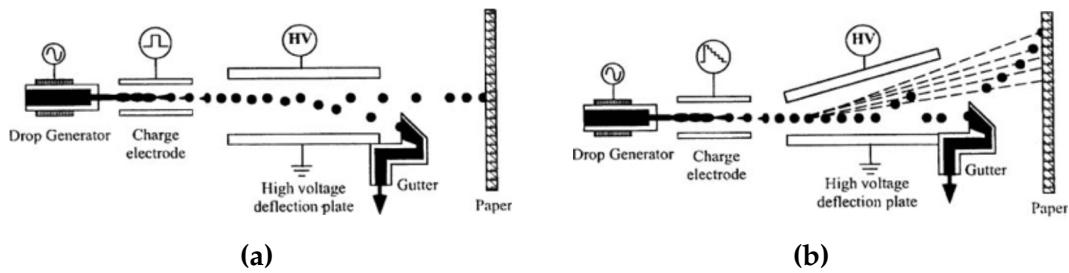 HV
Drop Generator
Charge
electrode
High voltage
deflection plate
Gutter
Paper
(a)
HV
Drop Generator
Charge
electrode
High voltage
deflection plate
Gutter
Paper
(b)